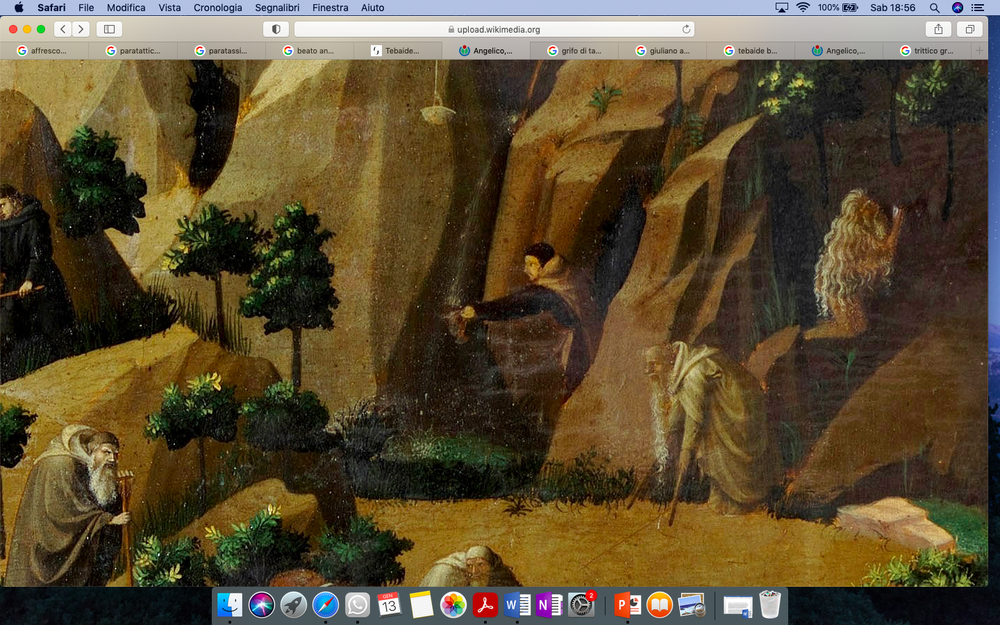 Safari File Modifica Vista Cronologia Segnalibri Finestra Aiuto 100% Sab 18:56
upload.wikimedia.org
affresco... paratattic... paratassi... beato an... Tebaide... Angelico,... grifo di ta... giuliano a... tebaide b... Angelico,... trittico gr...
GEN 2
13